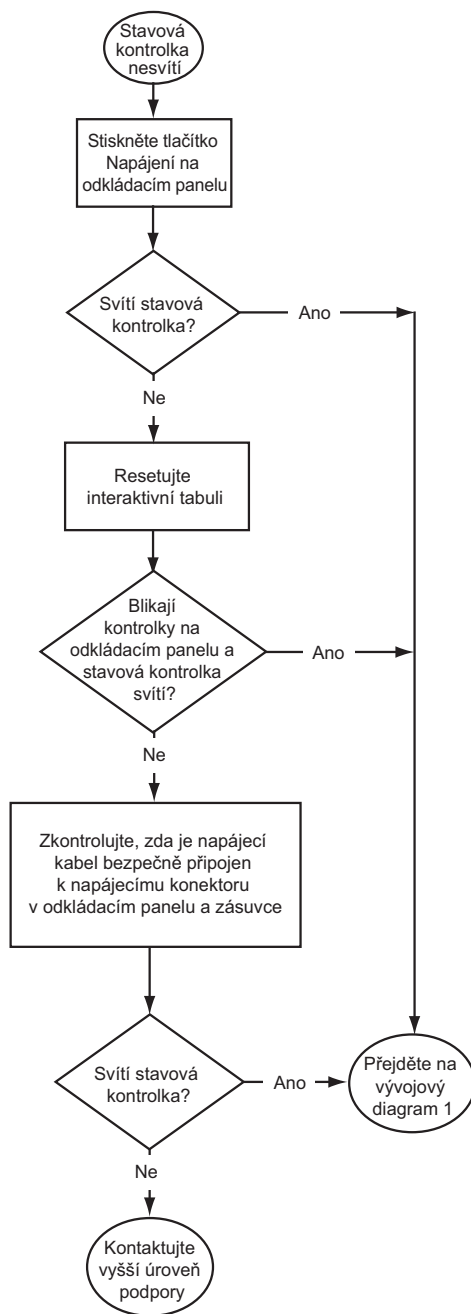 Stavová
kontrolka
nesvítí
Stiskněte tlačítko
Napájení na
odkládacím panelu
Svítí stavová
kontrolka?
Ano
Ne
Resetujte
interaktivní tabuli
Blikají
kontrolky na
odkládacím panelu a
stavová kontrolka
svítí?
Ano
Ne
Zkontrolujte, zda je napájecí
kabel bezpečně připojen
k napájecímu konektoru
v odkládacím panelu a zásuvce
Svítí stavová
kontrolka?
Ano
Přejděte na
vývojový
diagram 1
Ne
Kontaktujte
vyšší úroveň
podpory